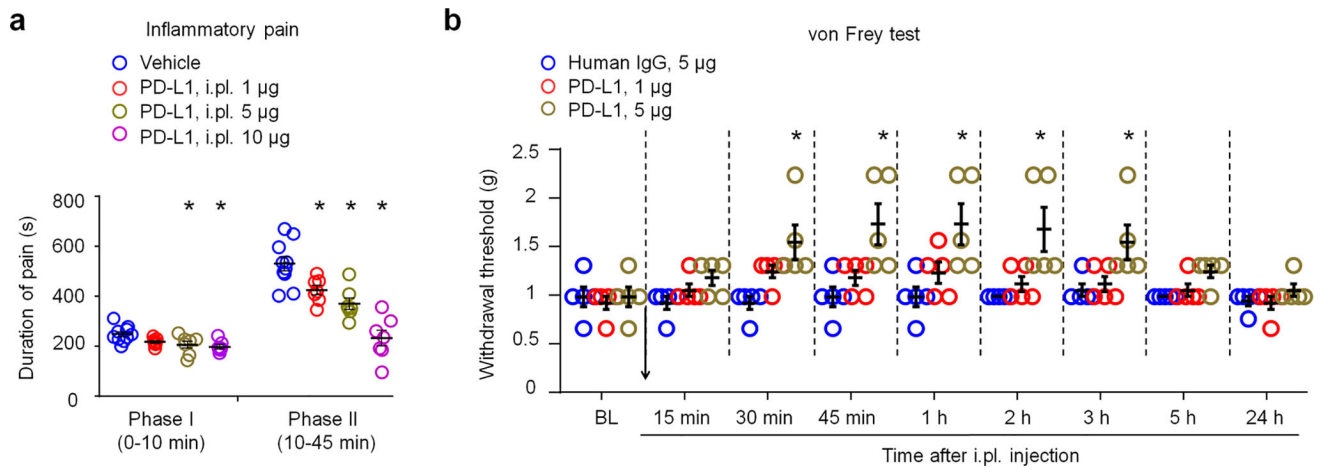 a
Inflammatory pain
Vehicle
PD-L1, i.pl. 1 µg
PD-L1, i.pl. 5 µg
PD-L1, i.pl. 10 µg
Duration of pain (s)
800
600
400
200
0
* *
* * *
Phase I
(0-10 min)
Phase II
(10-45 min)
b
von Frey test
Human IgG, 5 µg
PD-L1, 1 µg
PD-L1, 5 µg
Withdrawal threshold (g)
2.5
2
1.5
1
0.5
0
* * * * *
BL 15 min 30 min 45 min 1 h 2 h 3 h 5 h 24 h
Time after i.pl. injection